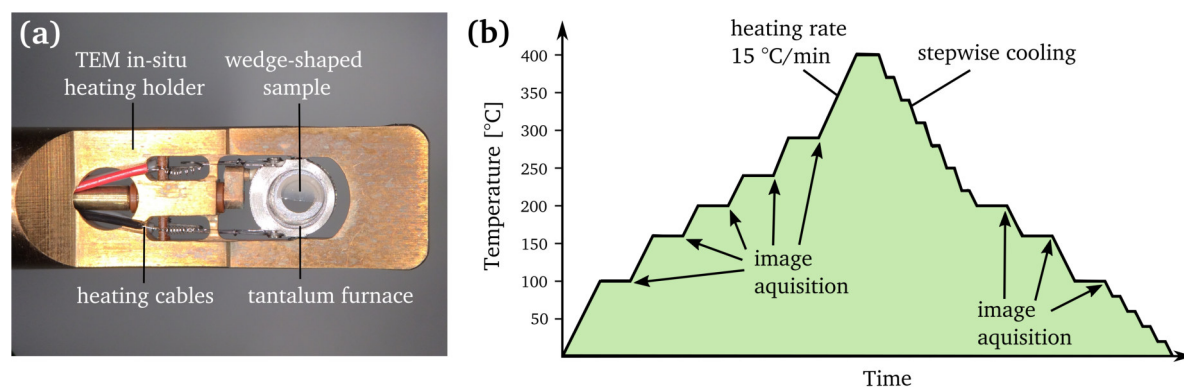 (a)
TEM in-situ
heating holder
wedge-shaped
sample
heating cables
tantalum furnace
(b)
heating rate
15 °C/min
stepwise cooling
Temperature [°C]
400
350
300
250
200
150
100
50
image
aquisition
image
aquisition
Time